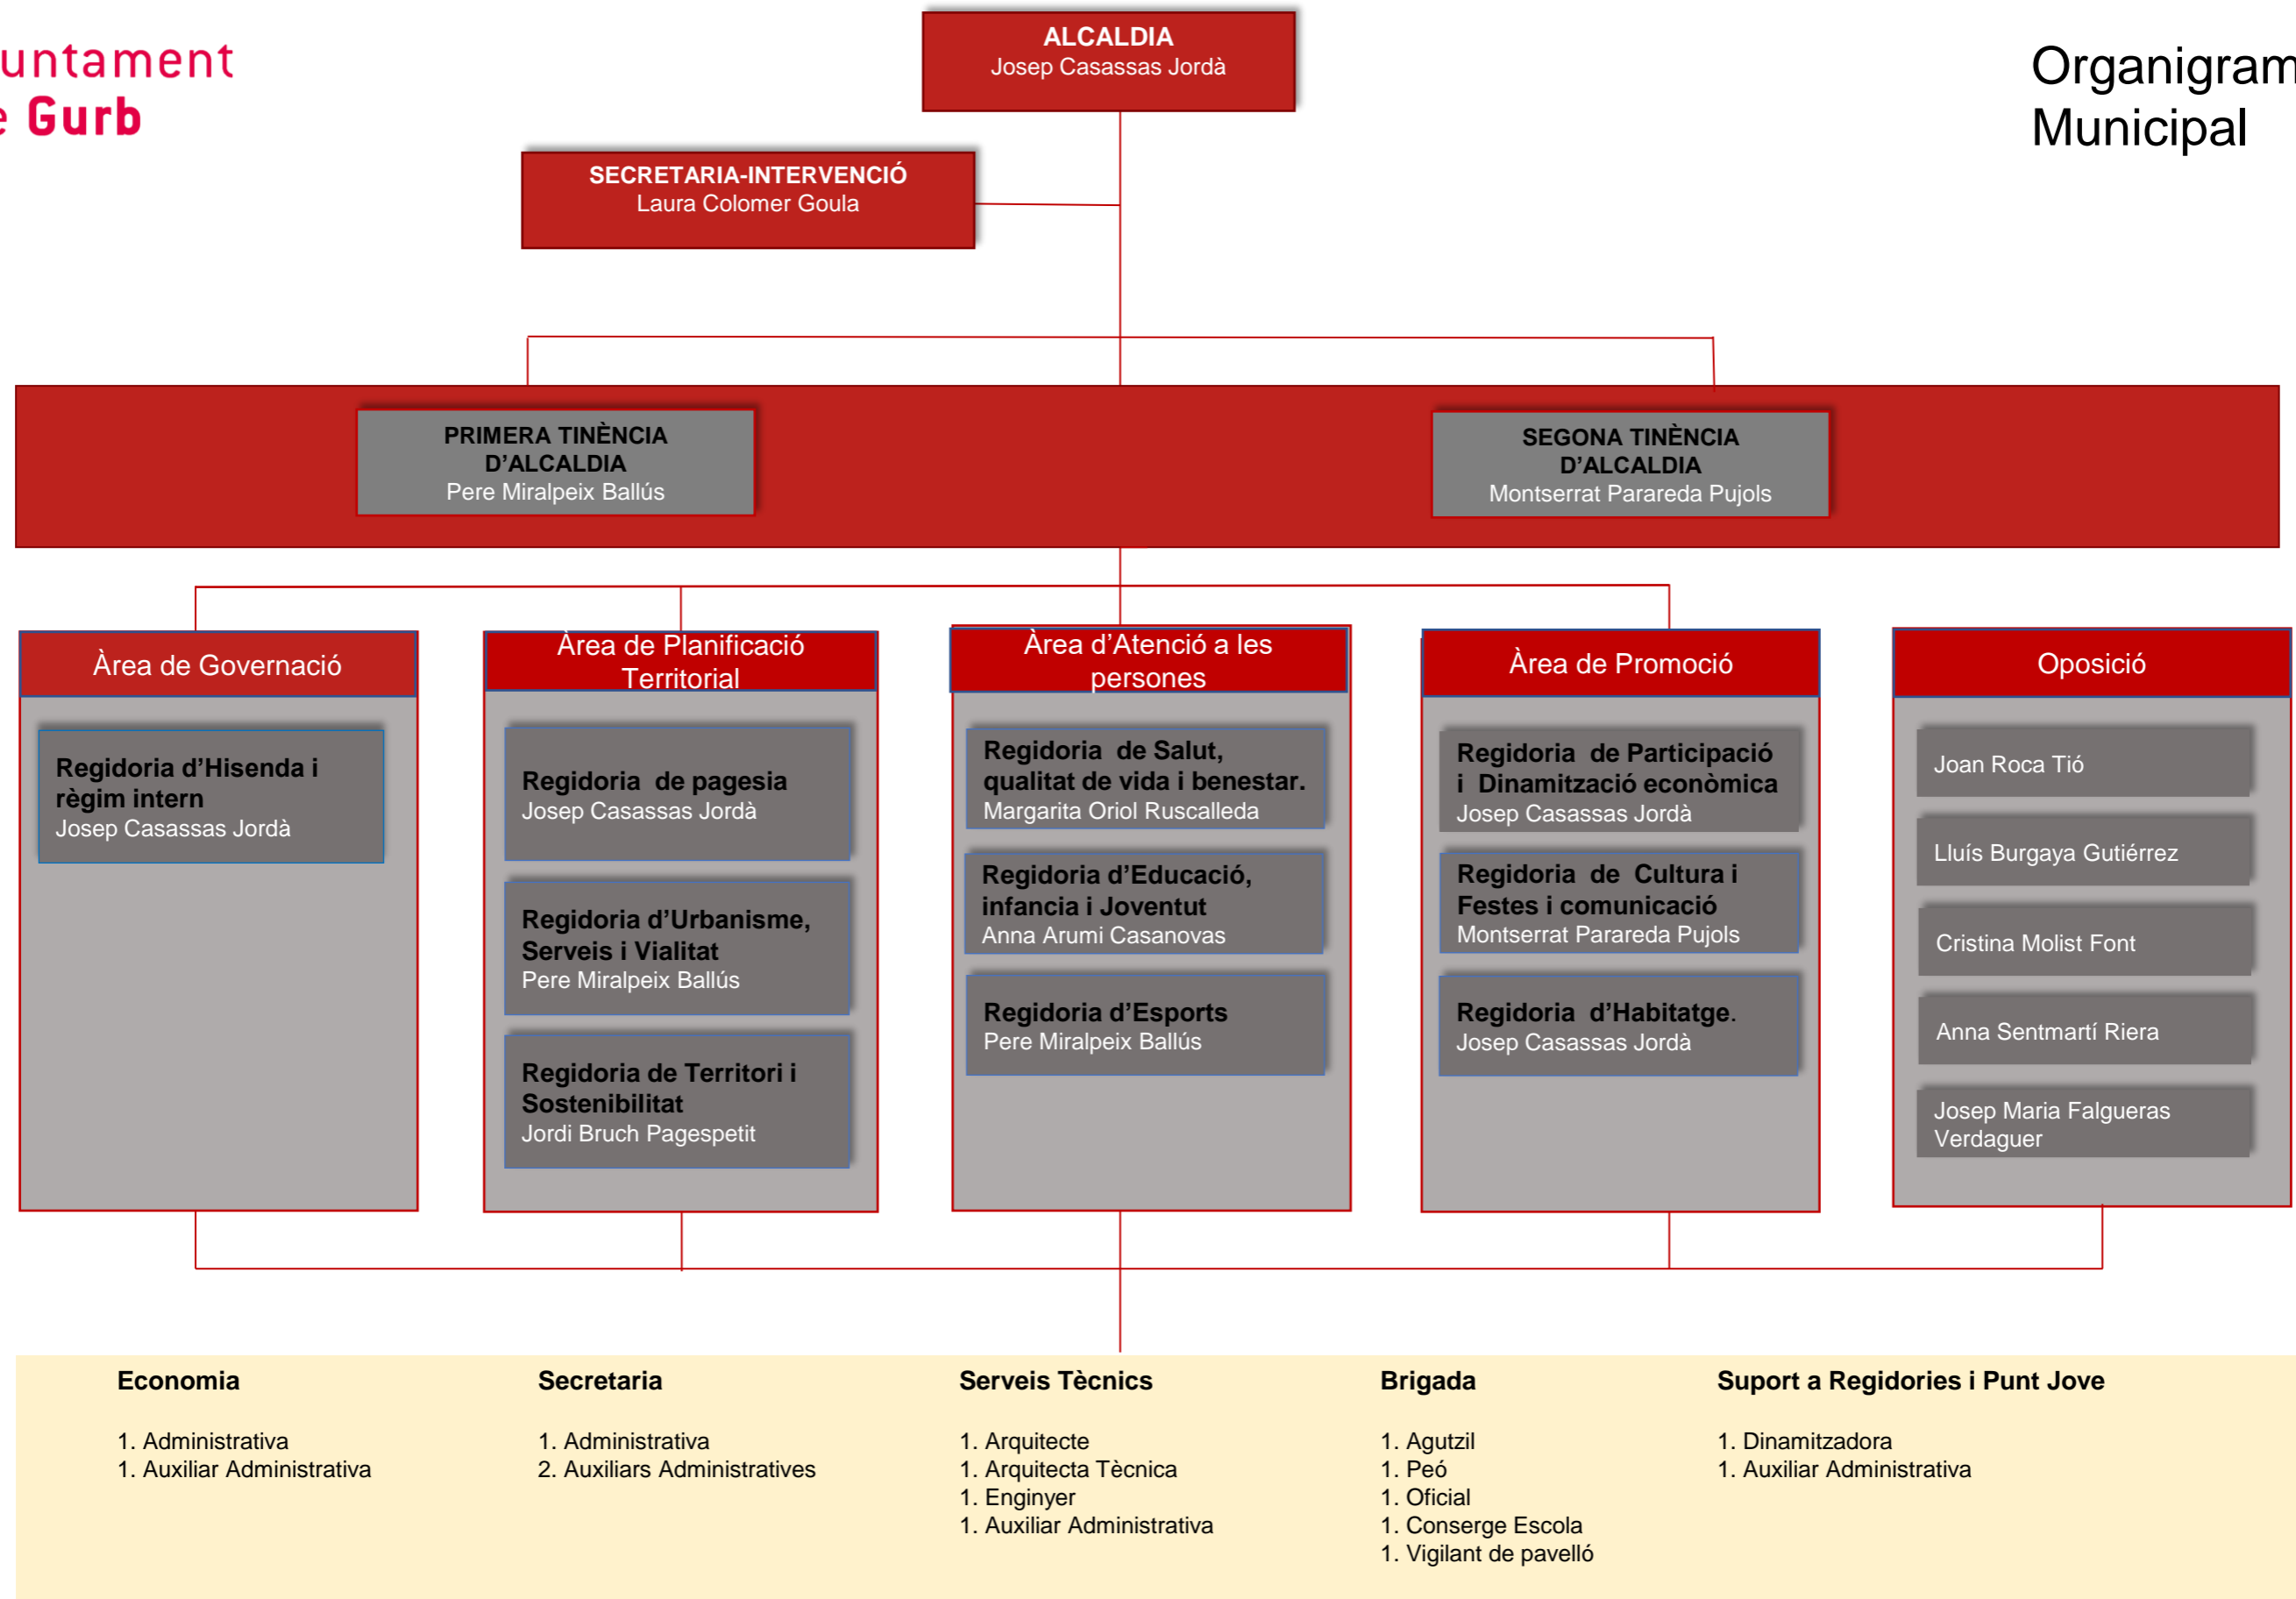 untament
e Gurb
ALCALDIA
Josep Casassas Jordà
Organigram
Municipal
SECRETARIA-INTERVENCIÓ
Laura Colomer Goula
PRIMERA TINÈNCIA
D’ALCALDIA
Pere Miralpeix Ballús
SEGONA TINÈNCIA
D’ALCALDIA
Montserrat Parareda Pujols
Àrea de Governació
Regidoria d’Hisenda i
règim intern
Josep Casassas Jordà
Àrea de Planificació
Territorial
Regidoria de pagesia
Josep Casassas Jordà
Regidoria d’Urbanisme,
Serveis i Vialitat
Pere Miralpeix Ballús
Regidoria de Territori i
Sostenibilitat
Jordi Bruch Pagespetit
Àrea d’Atenció a les
persones
Regidoria de Salut,
qualitat de vida i benestar.
Margarita Oriol Ruscalleda
Regidoria d’Educació,
infancia i Joventut
Anna Arumi Casanovas
Regidoria d’Esports
Pere Miralpeix Ballús
Àrea de Promoció
Regidoria de Participació
i Dinamització econòmica
Josep Casassas Jordà
Regidoria de Cultura i
Festes i comunicació
Montserrat Parareda Pujols
Regidoria d’Habitatge.
Josep Casassas Jordà
Oposició
Joan Roca Tió
Lluís Burgaya Gutiérrez
Cristina Molist Font
Anna Sentmartí Riera
Josep Maria Falgueras
Verdaguer
Economia
1. Administrativa
1. Auxiliar Administrativa
Secretaria
1. Administrativa
2. Auxiliars Administratives
Serveis Tècnics
1. Arquitecte
1. Arquitecta Tècnica
1. Enginyer
1. Auxiliar Administrativa
Brigada
1. Agutzil
1. Peó
1. Oficial
1. Conserge Escola
1. Vigilant de pavelló
Suport a Regidories i Punt Jove
1. Dinamitzadora
1. Auxiliar Administrativa